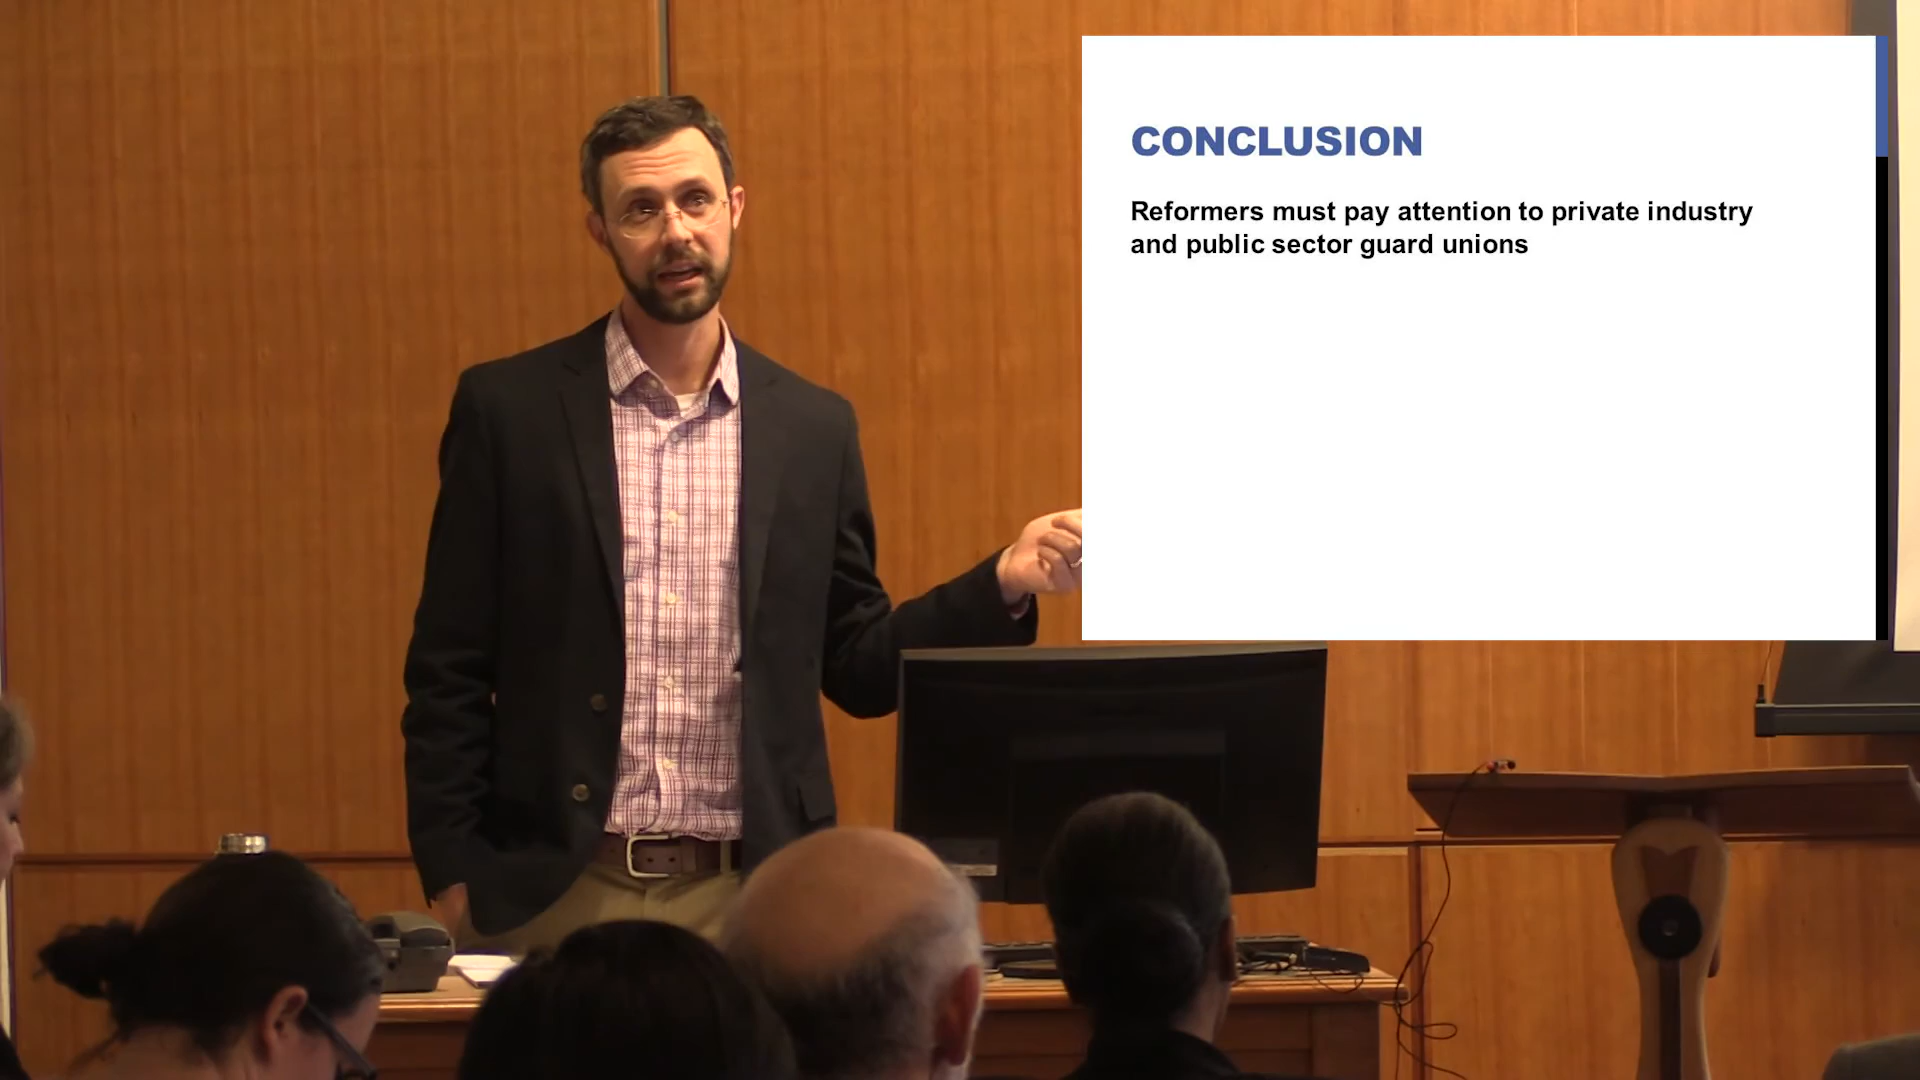 CONCLUSION
Reformers must pay attention to private industry
and public sector guard unions